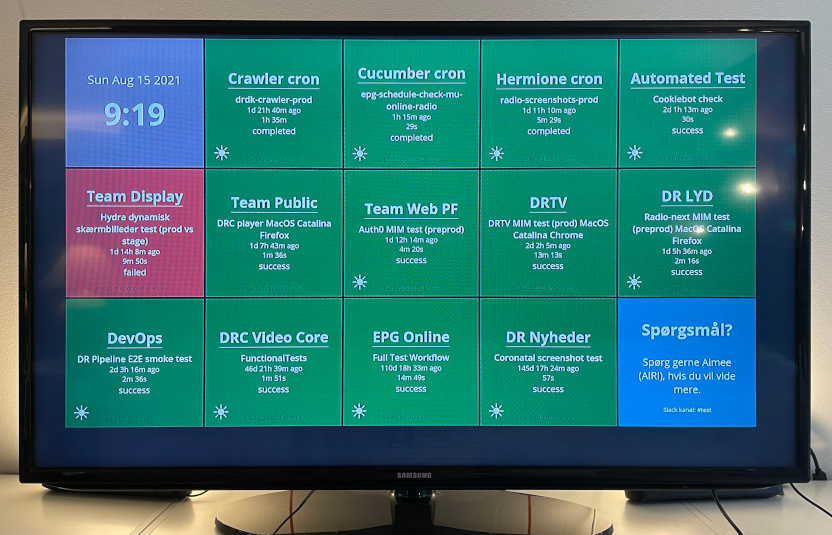 Sun Aug 15 2021
9:19
Crawler cron
drdk-crawler-prod
1d 21h 40m ago
1h 35m
completed
Cucumber cron
epg-schedule-check-mu-
online-radio
1h 15m ago
29s
completed
Hermione cron
radio-screenshots-prod
1d 11h 10m ago
5m 29s
completed
Automated Test
Cookiebot check
2d 1h 13m ago
30s
success
Team Display
Hydra dynamisk
skærmbilleder test (prod vs
stage)
1d 14h 8m ago
9m 50s
failed
Team Public
DRC player MacOS Catalina
Firefox
1d 7h 43m ago
1m 36s
success
Team Web PF
Auth0 MIM test (preprod)
1d 12h 14m ago
4m 20s
success
DRTV
DRTV MIM test (prod) MacOS
Catalina Chrome
2d 2h 5m ago
13m 13s
success
DR LYD
Radio-next MIM test
(preprod) MacOS Catalina
Firefox
1d 5h 36m ago
2m 16s
success
DevOps
DR Pipeline E2E smoke test
2d 3h 16m ago
2m 36s
success
DRC Video Core
FunctionalTests
46d 21h 39m ago
1m 51s
success
EPG Online
Full Test Workflow
110d 18h 33m ago
14m 49s
success
DR Nyheder
Coronatal screenshot test
145d 17h 24m ago
57s
success
Spørgsmål?
Spørg gerne Aimee
(AIRI), hvis du vil vide
mere.
Slack kanal: #test
SAMSUNG